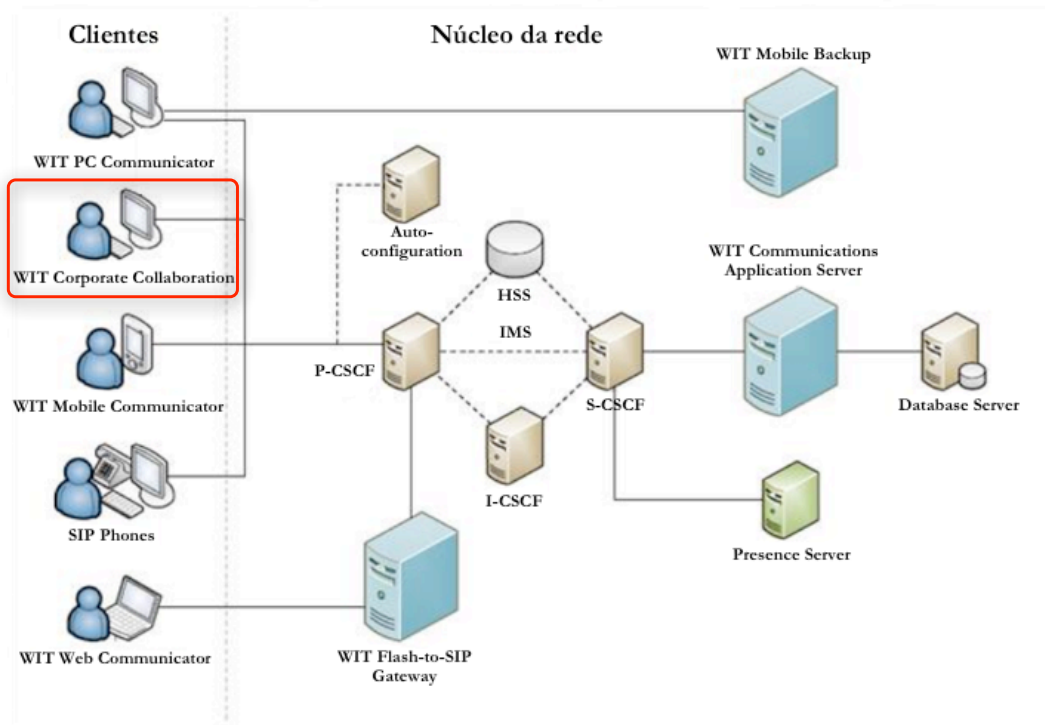 Clientes
Núcleo da rede
WIT Mobile Backup
WIT PC Communicator
Auto-
configuration
WIT Communications
Application Server
WIT Corporate Collaboration
HSS
IMS
P-CSCF
S-CSCF
Database Server
WIT Mobile Communicator
I-CSCF
SIP Phones
Presence Server
WIT Web Communicator
WIT Flash-to-SIP
Gateway